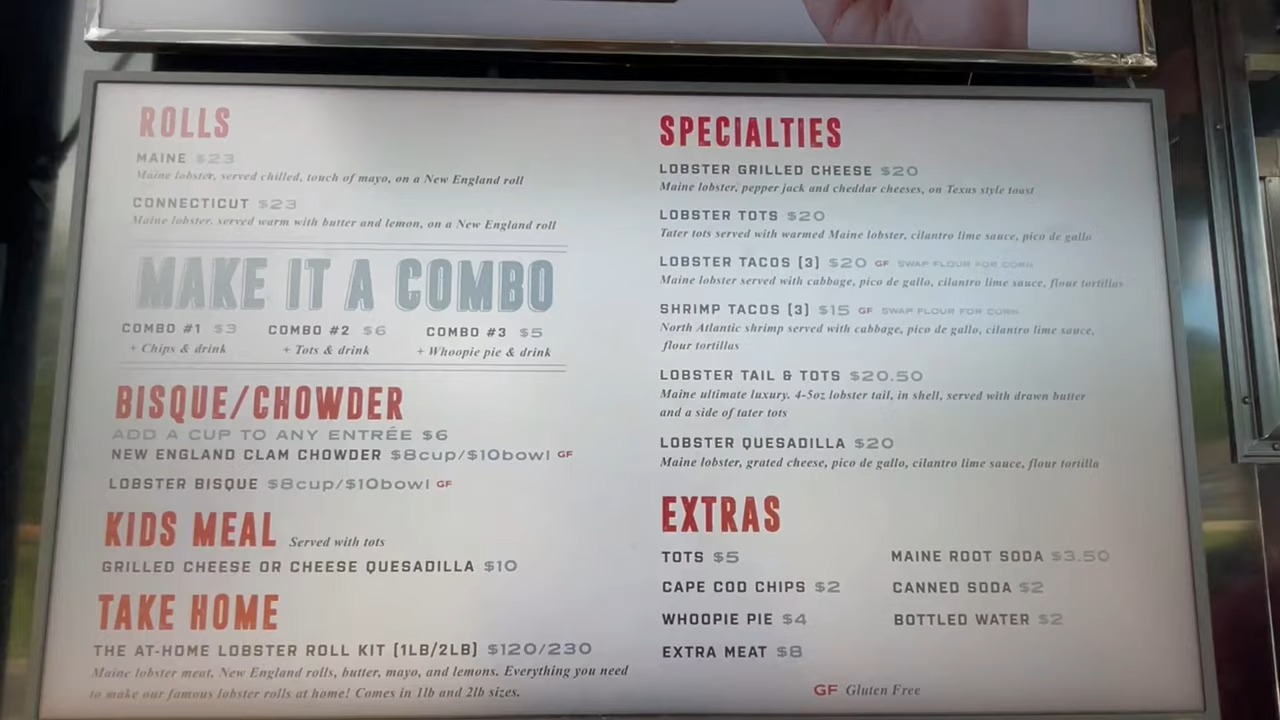 ROLLS
MAINE $23
Maine lobster, served chilled, touch of mayo, on a New England roll
CONNECTICUT $23
Maine lobster, served warm with butter and lemon, on a New England roll
MAKE IT A COMBO
COMBO #1 $3 COMBO #2 $6 COMBO #3 $5
+ Chips & drink + Tots & drink + Whoopie pie & drink
BISQUE/CHOWDER
ADD A CUP TO ANY ENTRÉE $6
NEW ENGLAND CLAM CHOWDER $8cup/$10bowl GF
LOBSTER BISQUE $8cup/$10bowl GF
KIDS MEAL Served with tots
GRILLED CHEESE OR CHEESE QUESADILLA $10
TAKE HOME
THE AT-HOME LOBSTER ROLL KIT [1LB/2LB] $120/230
Maine lobster meat, New England rolls, butter, mayo, and lemons. Everything you need
to make our famous lobster rolls at home! Comes in 1lb and 2lb sizes.
SPECIALTIES
LOBSTER GRILLED CHEESE $20
Maine lobster, pepper jack and cheddar cheeses, on Texas style toast
LOBSTER TOTS $20
Tater tots served with warmed Maine lobster, cilantro lime sauce, pico de gallo
LOBSTER TACOS [3] $20 GF SWAP FLOUR FOR CORN
Maine lobster served with cabbage, pico de gallo, cilantro lime sauce, flour tortillas
SHRIMP TACOS [3] $15 GF SWAP FLOUR FOR CORN
North Atlantic shrimp served with cabbage, pico de gallo, cilantro lime sauce,
flour tortillas
LOBSTER TAIL & TOTS $20.50
Maine ultimate luxury. 4-5oz lobster tail, in shell, served with drawn butter
and a side of tater tots
LOBSTER QUESADILLA $20
Maine lobster, grated cheese, pico de gallo, cilantro lime sauce, flour tortilla
EXTRAS
TOTS $5 MAINE ROOT SODA $3.50
CAPE COD CHIPS $2 CANNED SODA $2
WHOOPIE PIE $4 BOTTLED WATER $2
EXTRA MEAT $8
GF Gluten Free